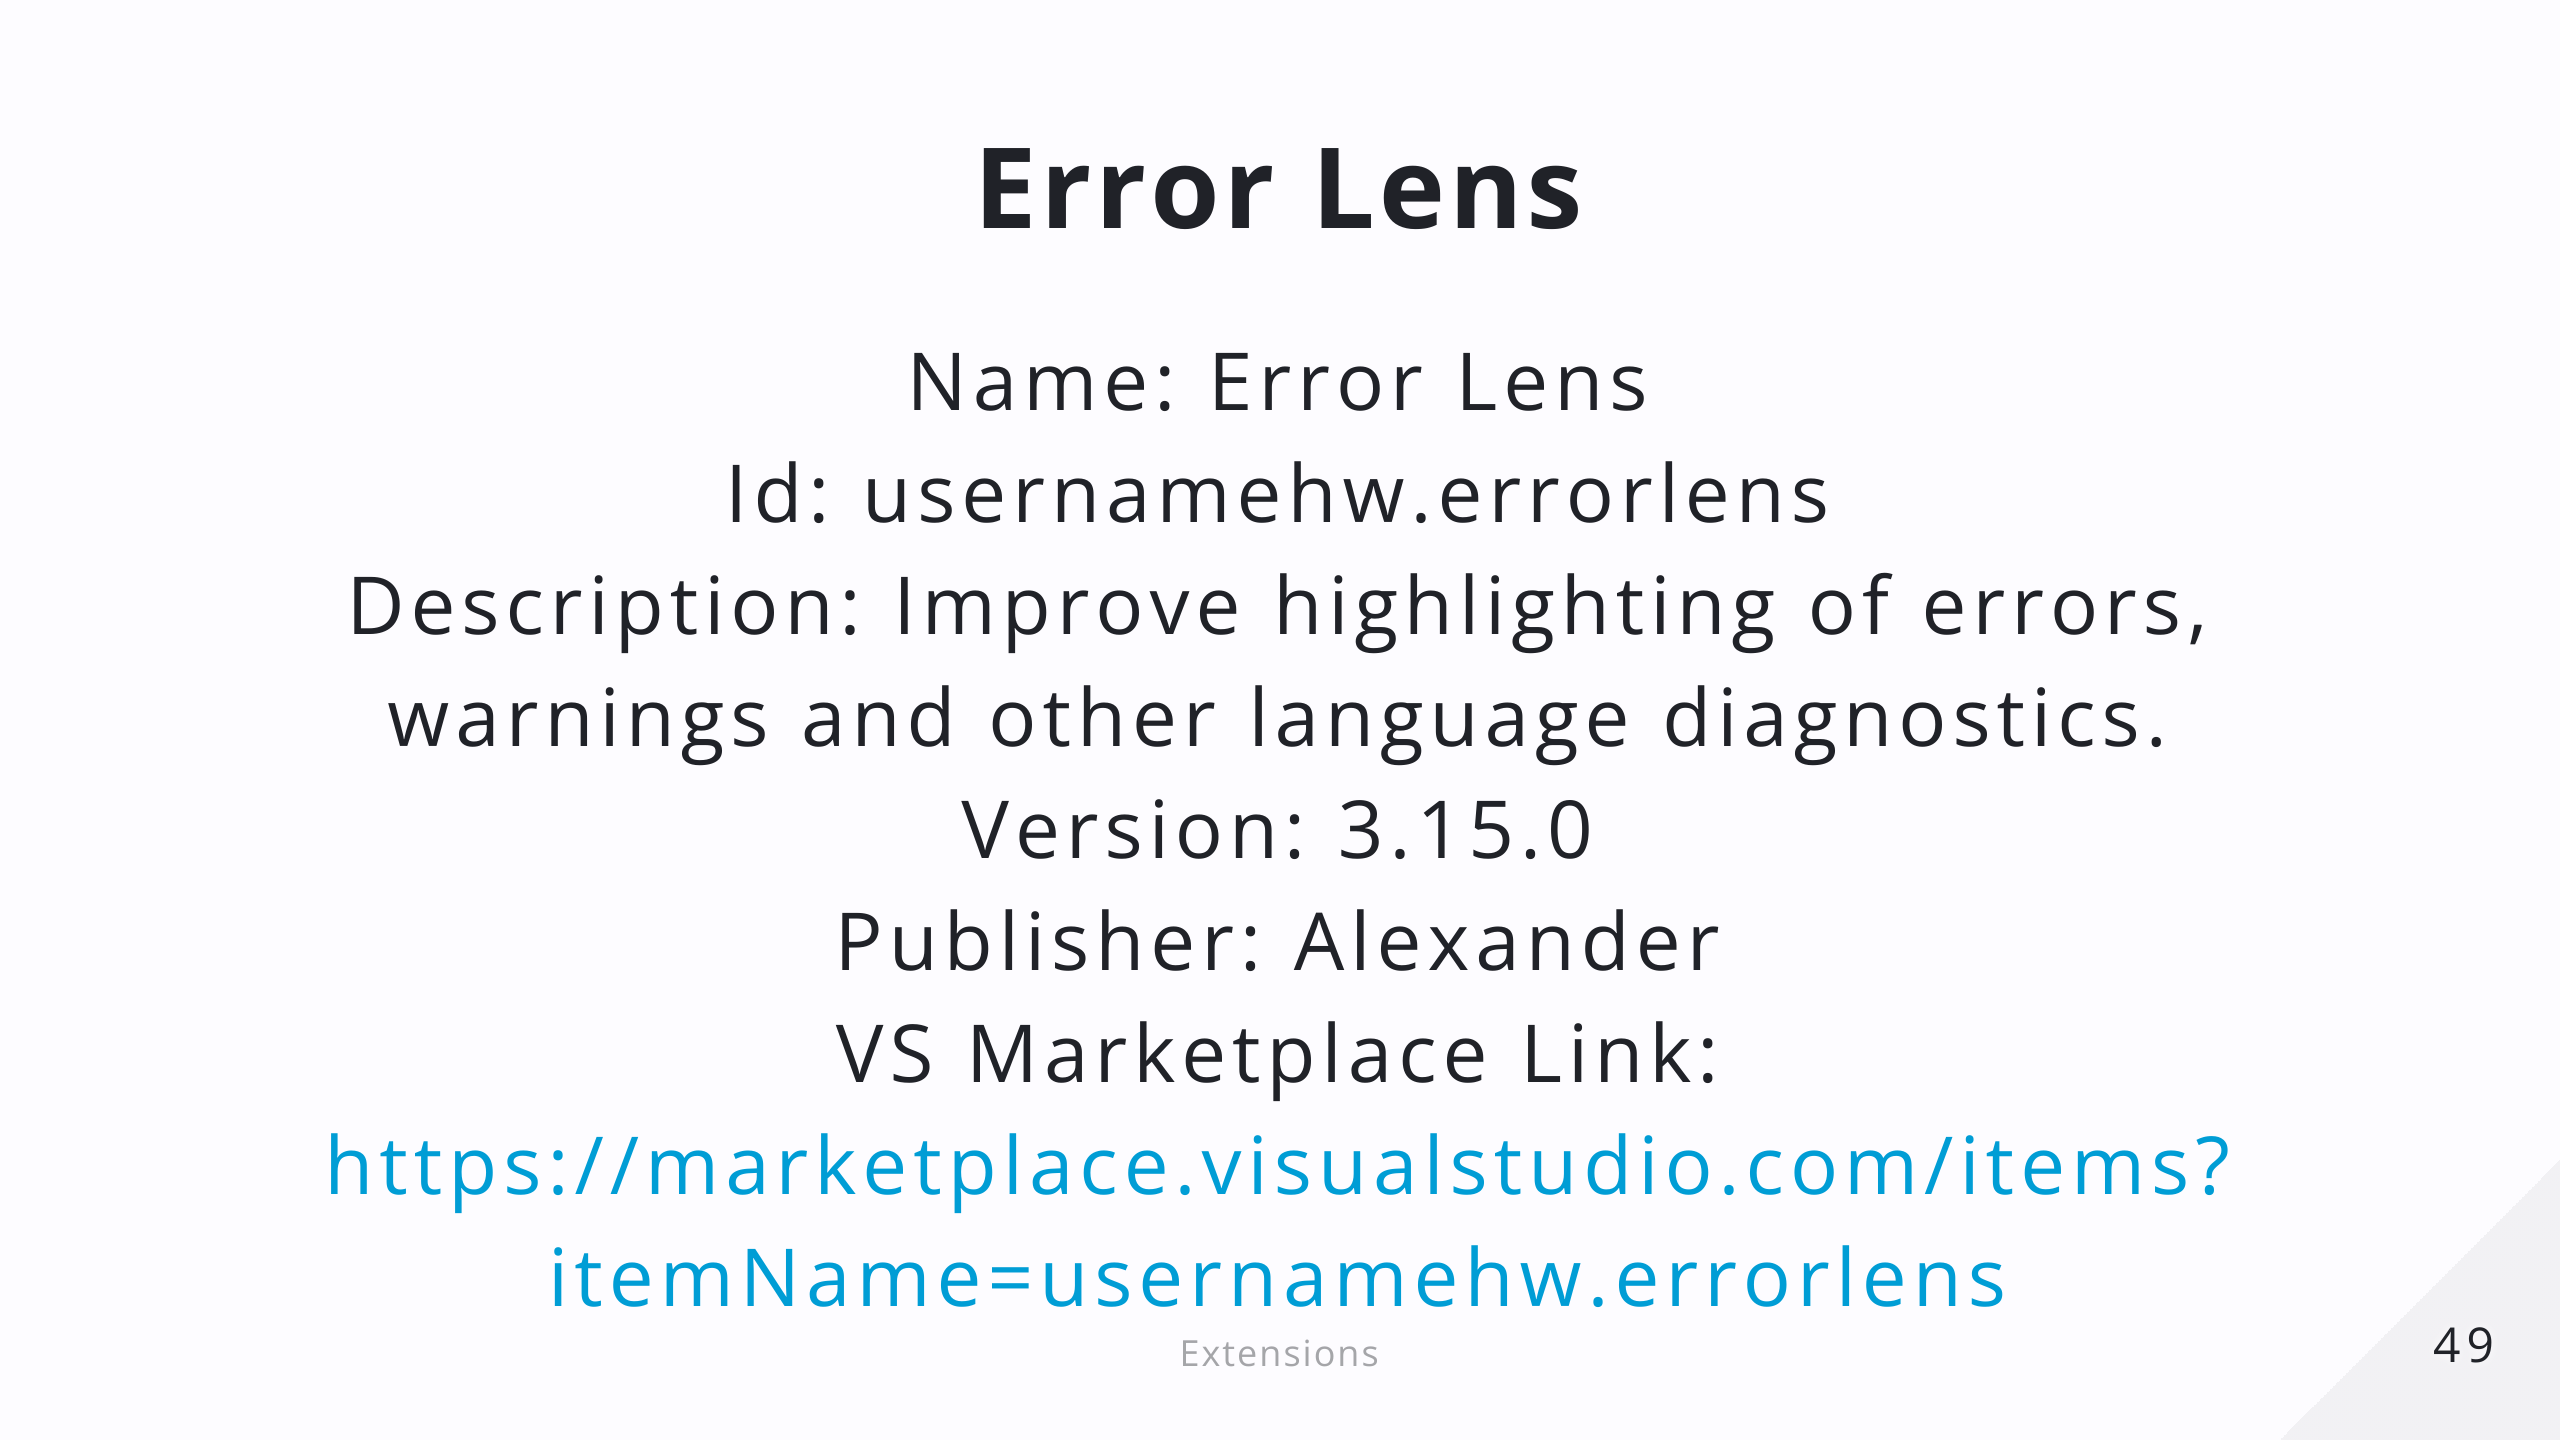 Error Lens
Name: Error Lens
Id: usernamehw.errorlens
Description: Improve highlighting of errors,
warnings and other language diagnostics.
Version: 3.15.0
Publisher: Alexander
VS Marketplace Link:
https://marketplace.visualstudio.com/items?
itemName=usernamehw.errorlens
Extensions
49